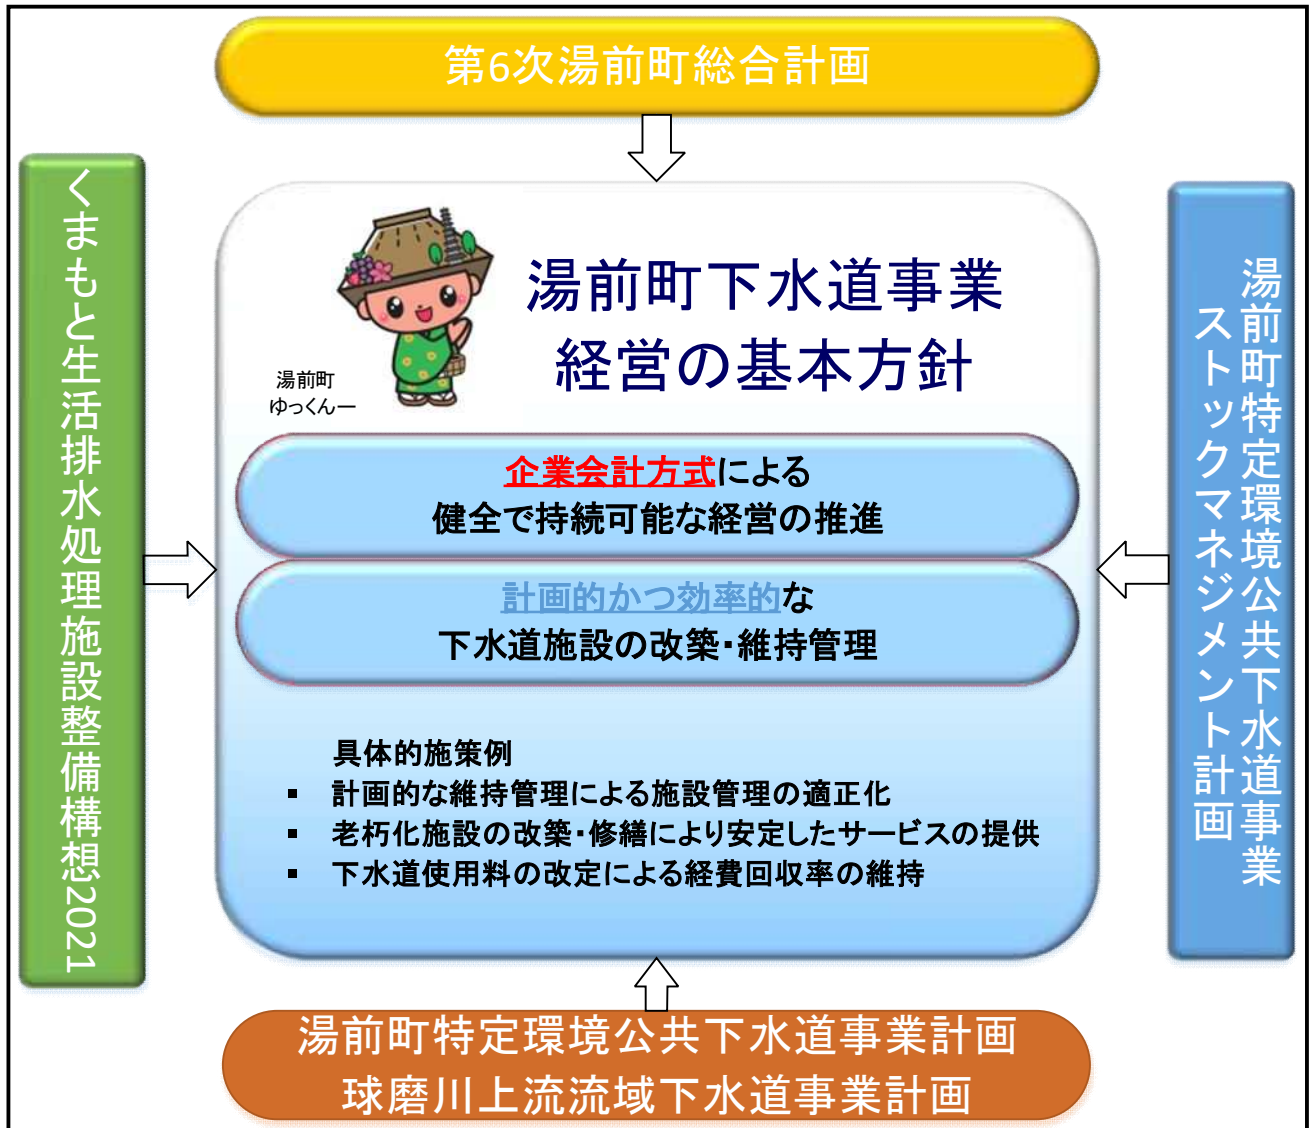 第6次湯前町総合計画
くまもと生活排水処理施設整備構想2021
湯前町下水道事業
経営の基本方針
湯前町
ゆっくんー
企業会計方式による
健全で持続可能な経営の推進
計画的かつ効率的な
下水道施設の改築・維持管理
具体的施策例
▪ 計画的な維持管理による施設管理の適正化
▪ 老朽化施設の改築・修繕により安定したサービスの提供
▪ 下水道使用料の改定による経費回収率の維持
湯前町特定環境公共下水道事業
ストックマネジメント計画
湯前町特定環境公共下水道事業計画
球磨川上流流域下水道事業計画